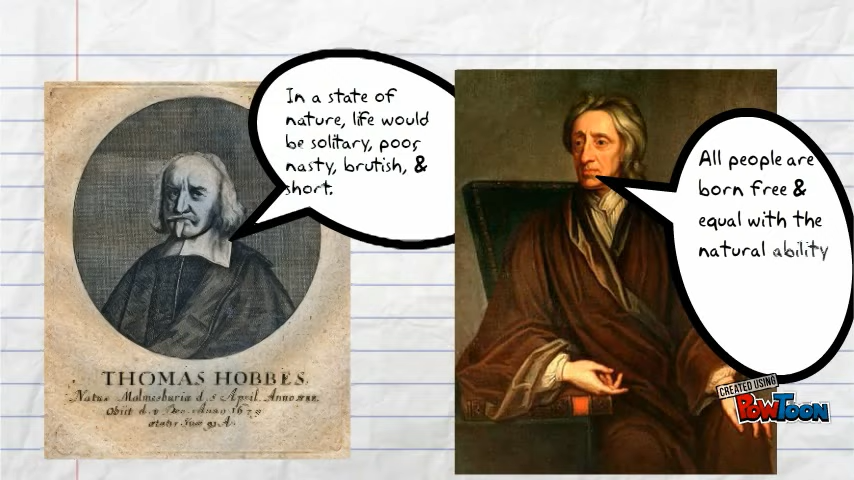 In a state of
nature, life would
be solitary, poor,
nasty, brutish, &
short.
All people are
born free &
equal with the
natural ability
THOMAS HOBBES.
CREATED USING
POWTOON